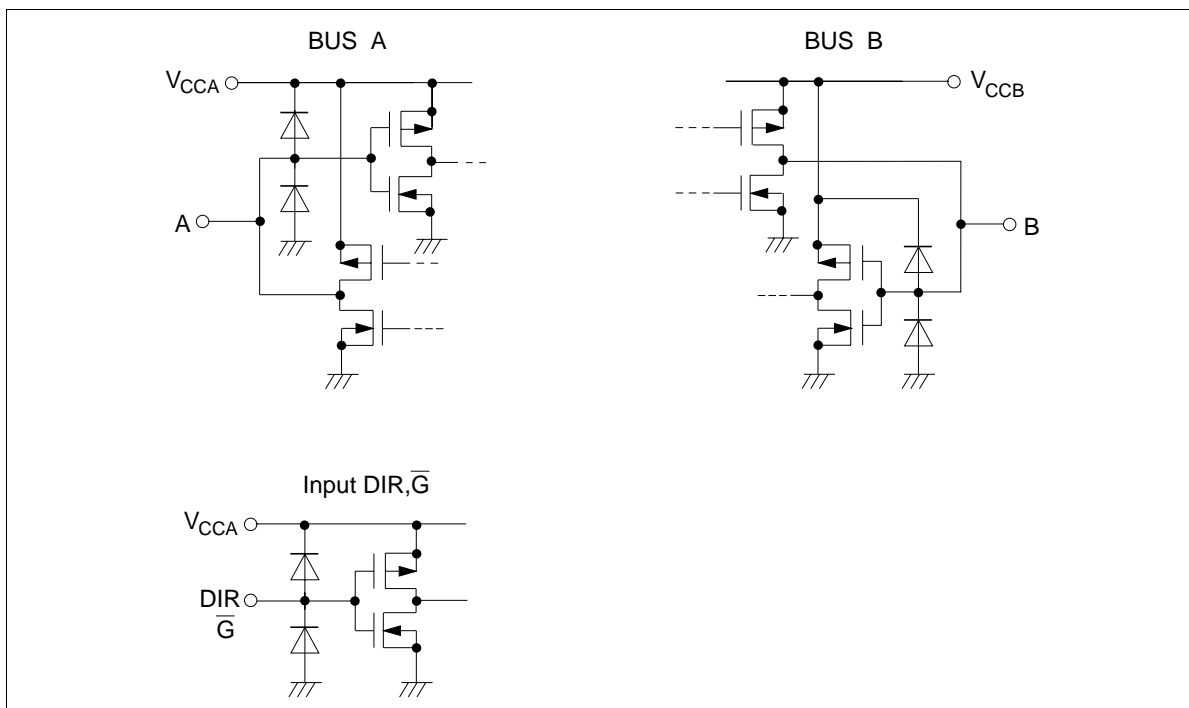 BUS A
BUS B
VCCA
VCCB
A
B
Input DIR,G̅
VCCA
DIR
G̅